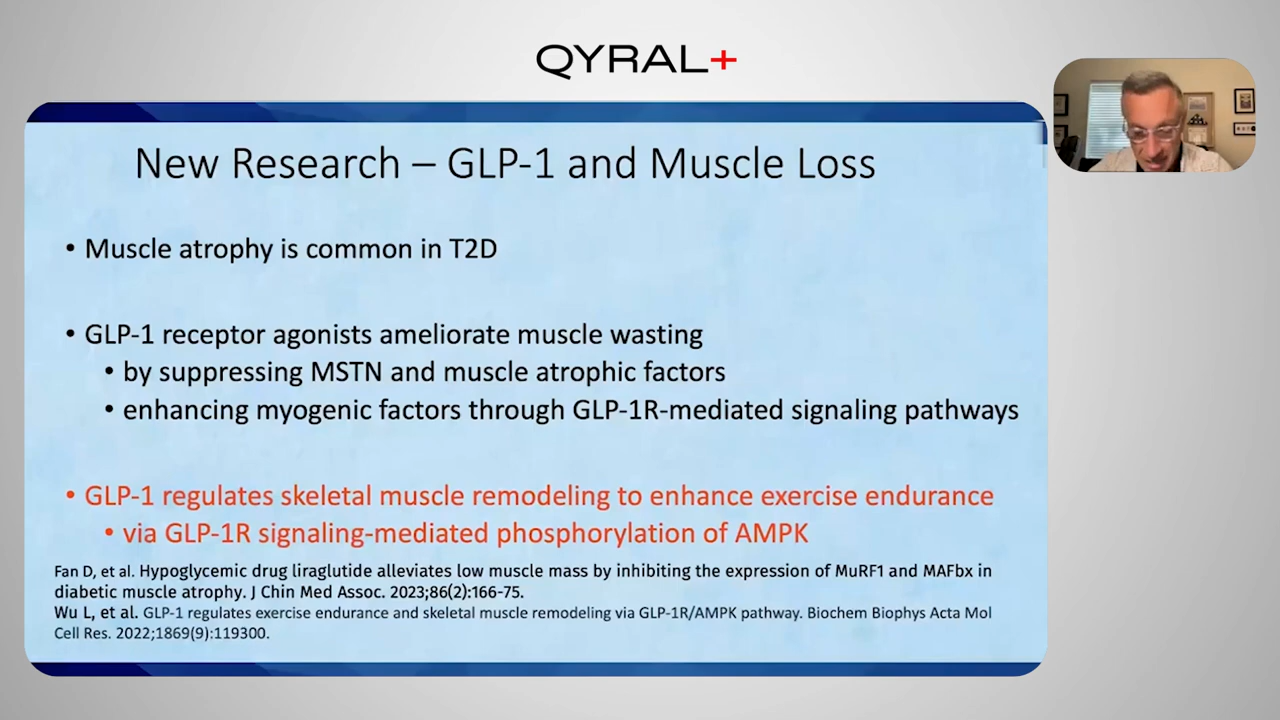 QYRAL+
New Research – GLP-1 and Muscle Loss
• Muscle atrophy is common in T2D
• GLP-1 receptor agonists ameliorate muscle wasting
• by suppressing MSTN and muscle atrophic factors
• enhancing myogenic factors through GLP-1R-mediated signaling pathways
• GLP-1 regulates skeletal muscle remodeling to enhance exercise endurance
• via GLP-1R signaling-mediated phosphorylation of AMPK
Fan D, et al. Hypoglycemic drug liraglutide alleviates low muscle mass by inhibiting the expression of MuRF1 and MAFbx in
diabetic muscle atrophy. J Chin Med Assoc. 2023;86(2):166-75.
Wu L, et al. GLP-1 regulates exercise endurance and skeletal muscle remodeling via GLP-1R/AMPK pathway. Biochem Biophys Acta Mol
Cell Res. 2022;1869(9):119300.